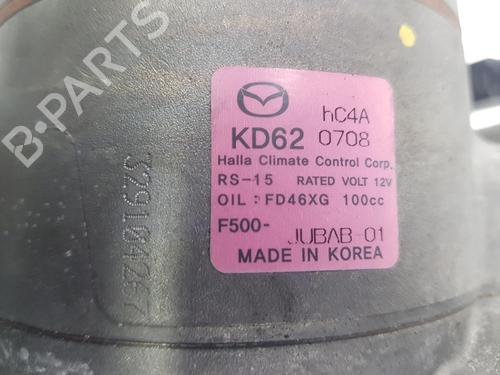 B-PARTS
hC4A
KD62 0708
Halla Climate Control Corp.
RS-15 RATED VOLT 12V
OIL : FD46XG 100cc
F500-JUBAB-01
MADE IN KOREA